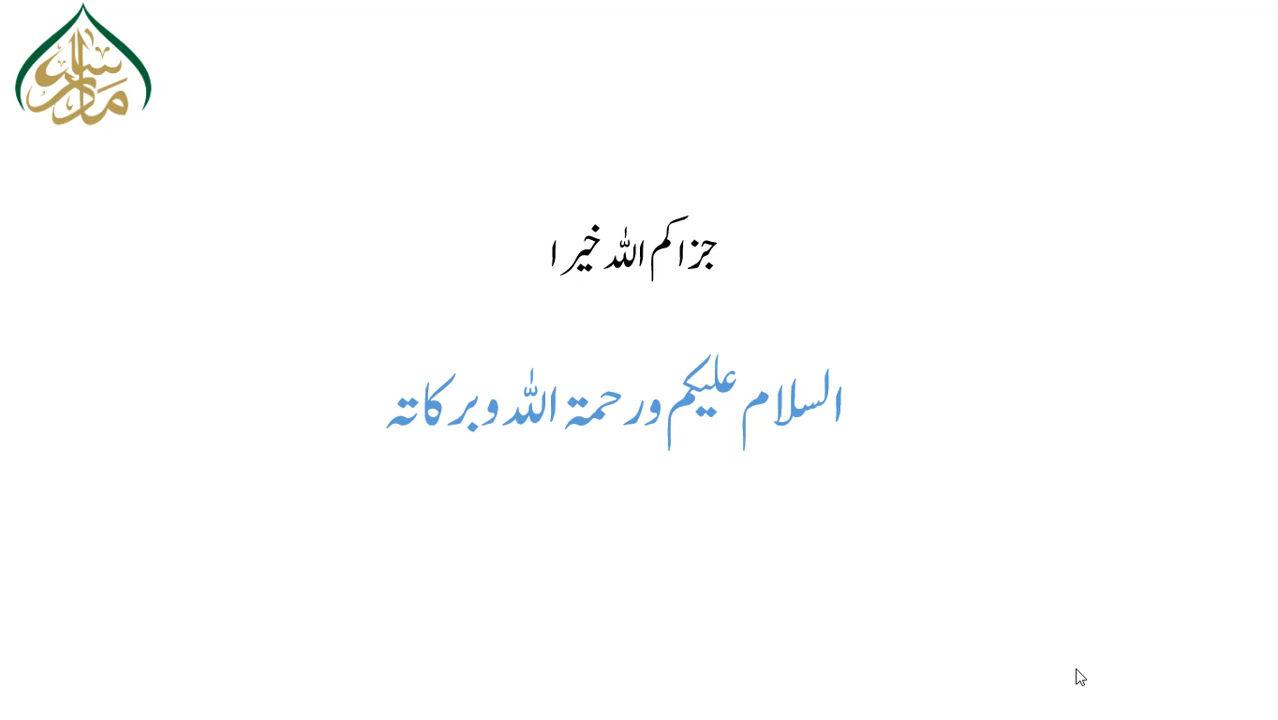 جزاکم اللہ خیرا
السلام علیکم ورحمۃ اللہ وبرکاتہ